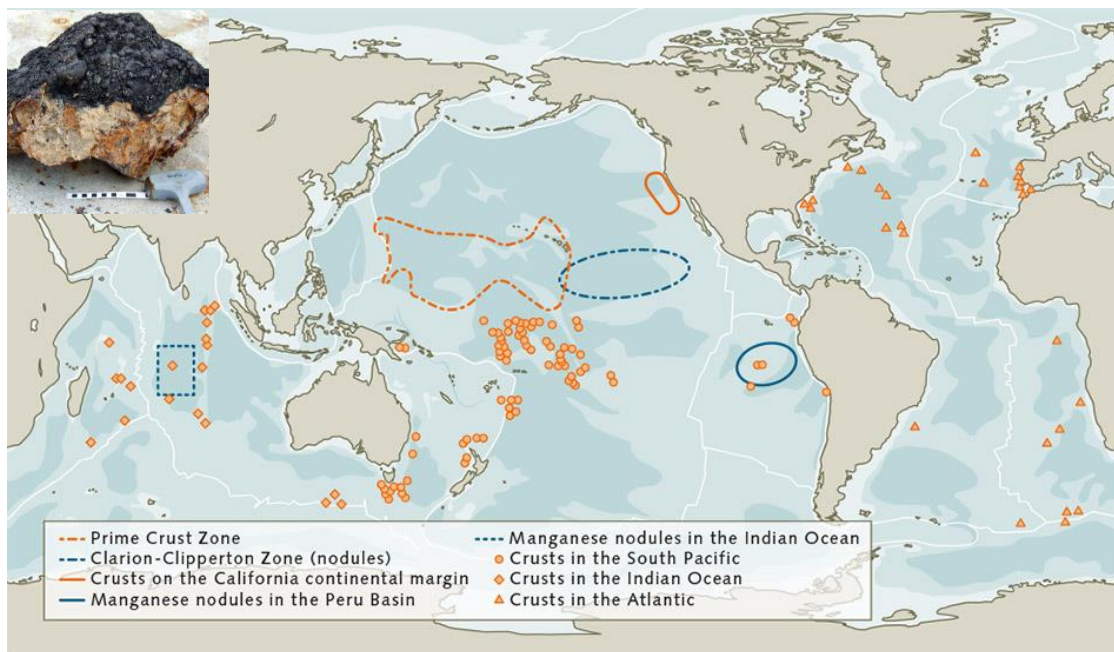 Prime Crust Zone
Clarion-Clipperton Zone (nodules)
Crusts on the California continental margin
Manganese nodules in the Peru Basin
Manganese nodules in the Indian Ocean
Crusts in the South Pacific
Crusts in the Indian Ocean
Crusts in the Atlantic